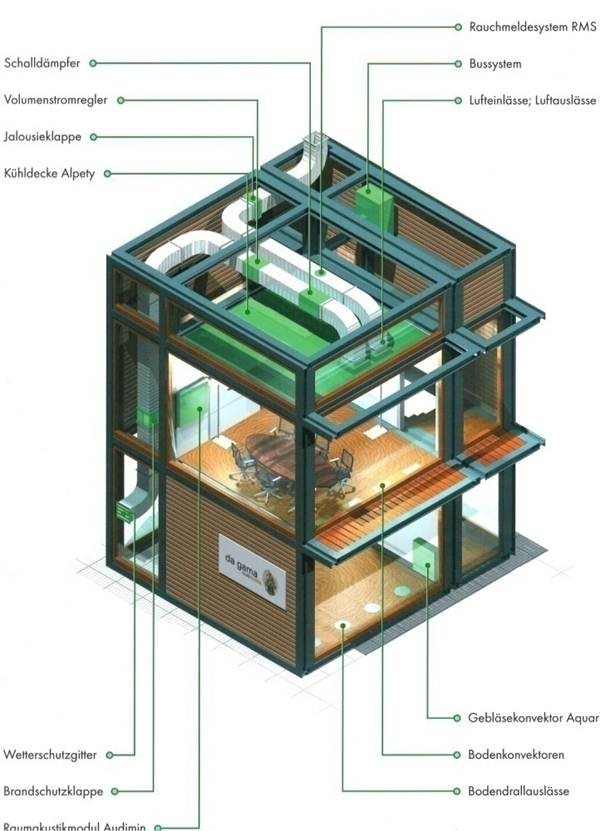 Rauchmeldesystem RMS
Schalldämpfer
Bussystem
Volumenstromregler
Lufteinlässe; Luftauslässe
Jalousieklappe
Kühldecke Alpety
da gama
Gebläsekonvektor Aquar
Wetterschutzgitter
Bodenkonvektoren
Brandschutzklappe
Bodendrallauslässe
Raumakustikmodul Audimin